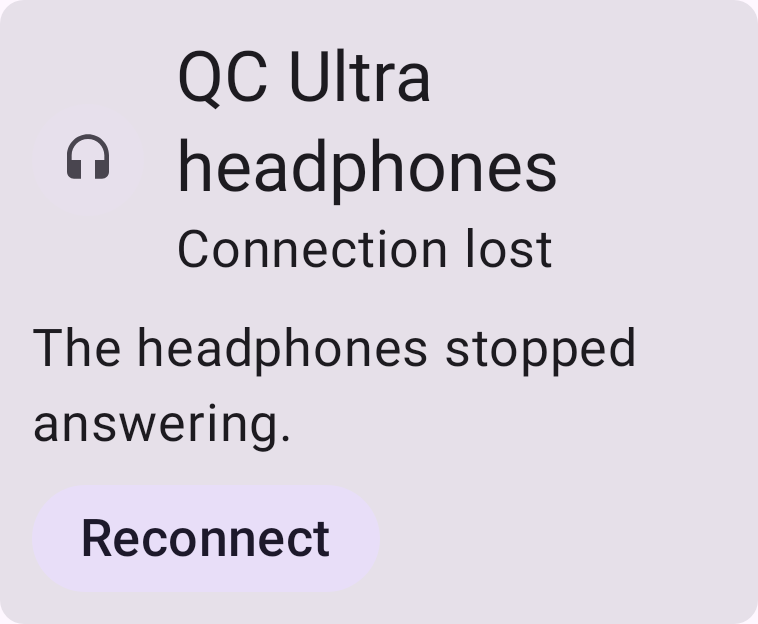 QC Ultra
headphones
Connection lost
The headphones stopped
answering.
Reconnect